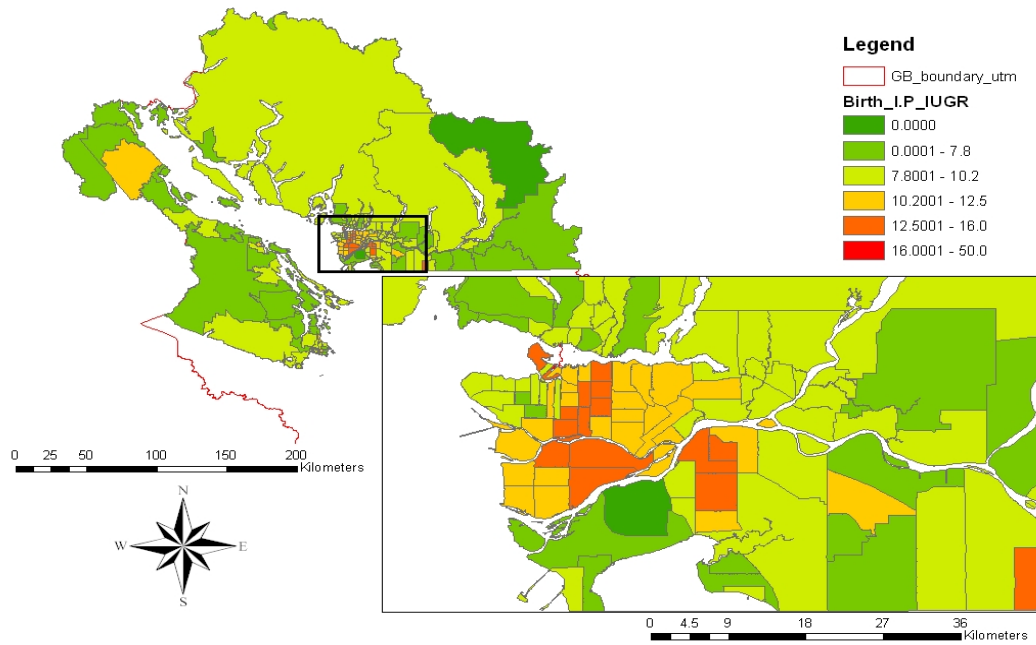 Legend
GB_boundary_utm
Birth_I.P_IUGR
0.0000
0.0001 - 7.8
7.8001 - 10.2
10.2001 - 12.5
12.5001 - 16.0
16.0001 - 50.0
0 25 50 100 150 200
Kilometers
N
W E
S
0 4.5 9 18 27 36
Kilometers